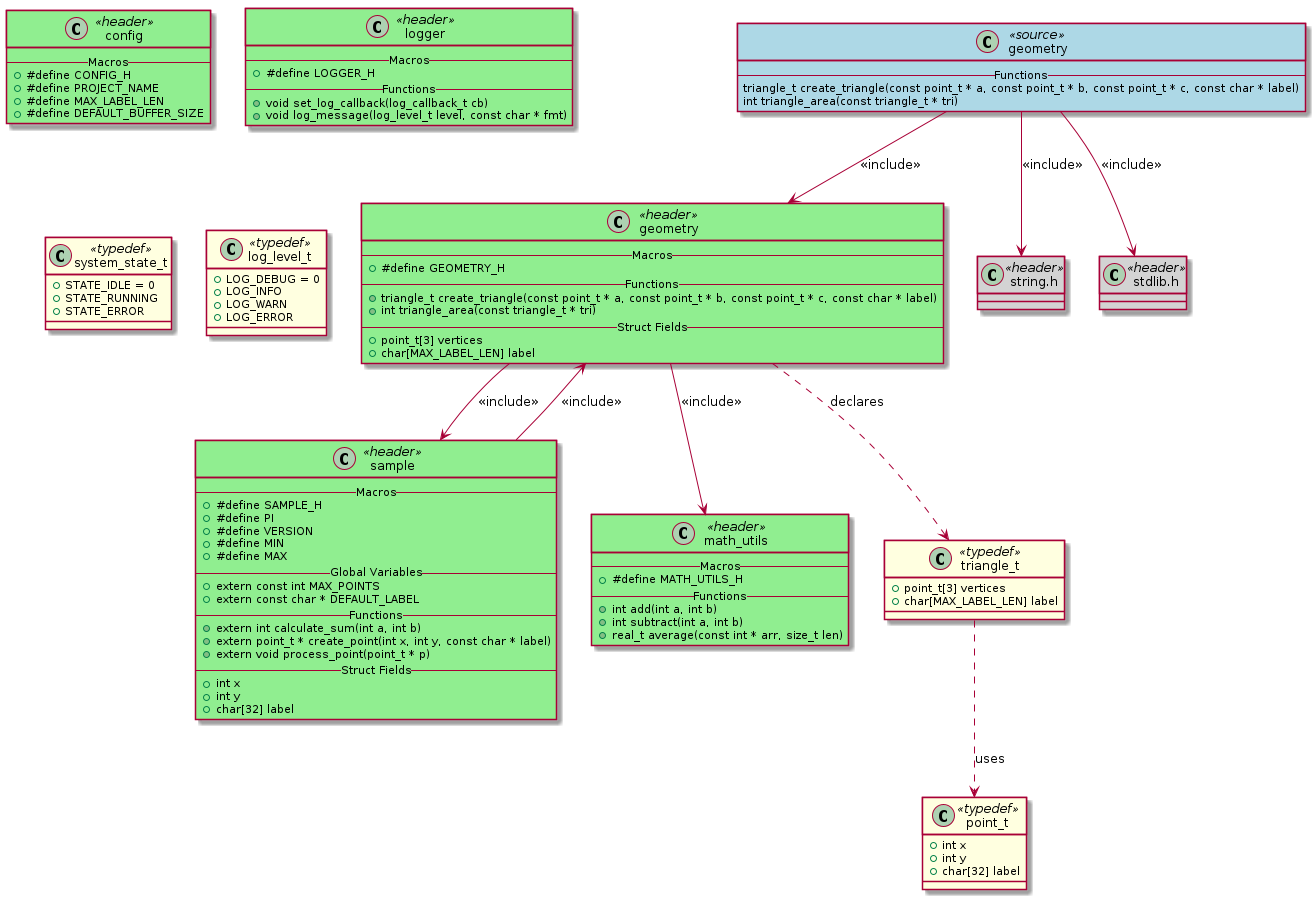 C
«header»
config
Macros
#define CONFIG_H
#define PROJECT_NAME
#define MAX_LABEL_LEN
#define DEFAULT_BUFFER_SIZE
C
«header»
logger
Macros
#define LOGGER_H
Functions
void set_log_callback(log_callback_t cb)
void log_message(log_level_t level, const char * fmt)
C
«source»
geometry
Functions
triangle_t create_triangle(const point_t * a, const point_t * b, const point_t * c, const char * label)
int triangle_area(const triangle_t * tri)
«include»
«include»
«include»
C
«typedef»
system_state_t
STATE_IDLE = 0
STATE_RUNNING
STATE_ERROR
C
«typedef»
log_level_t
LOG_DEBUG = 0
LOG_INFO
LOG_WARN
LOG_ERROR
C
«header»
geometry
Macros
#define GEOMETRY_H
Functions
triangle_t create_triangle(const point_t * a, const point_t * b, const point_t * c, const char * label)
int triangle_area(const triangle_t * tri)
Struct Fields
point_t[3] vertices
char[MAX_LABEL_LEN] label
C
«header»
string.h
C
«header»
stdlib.h
«include»
«include»
«include»
declares
C
«header»
sample
Macros
#define SAMPLE_H
#define PI
#define VERSION
#define MIN
#define MAX
Global Variables
extern const int MAX_POINTS
extern const char * DEFAULT_LABEL
Functions
extern int calculate_sum(int a, int b)
extern point_t * create_point(int x, int y, const char * label)
extern void process_point(point_t * p)
Struct Fields
int x
int y
char[32] label
C
«header»
math_utils
Macros
#define MATH_UTILS_H
Functions
int add(int a, int b)
int subtract(int a, int b)
real_t average(const int * arr, size_t len)
C
«typedef»
triangle_t
point_t[3] vertices
char[MAX_LABEL_LEN] label
uses
C
«typedef»
point_t
int x
int y
char[32] label